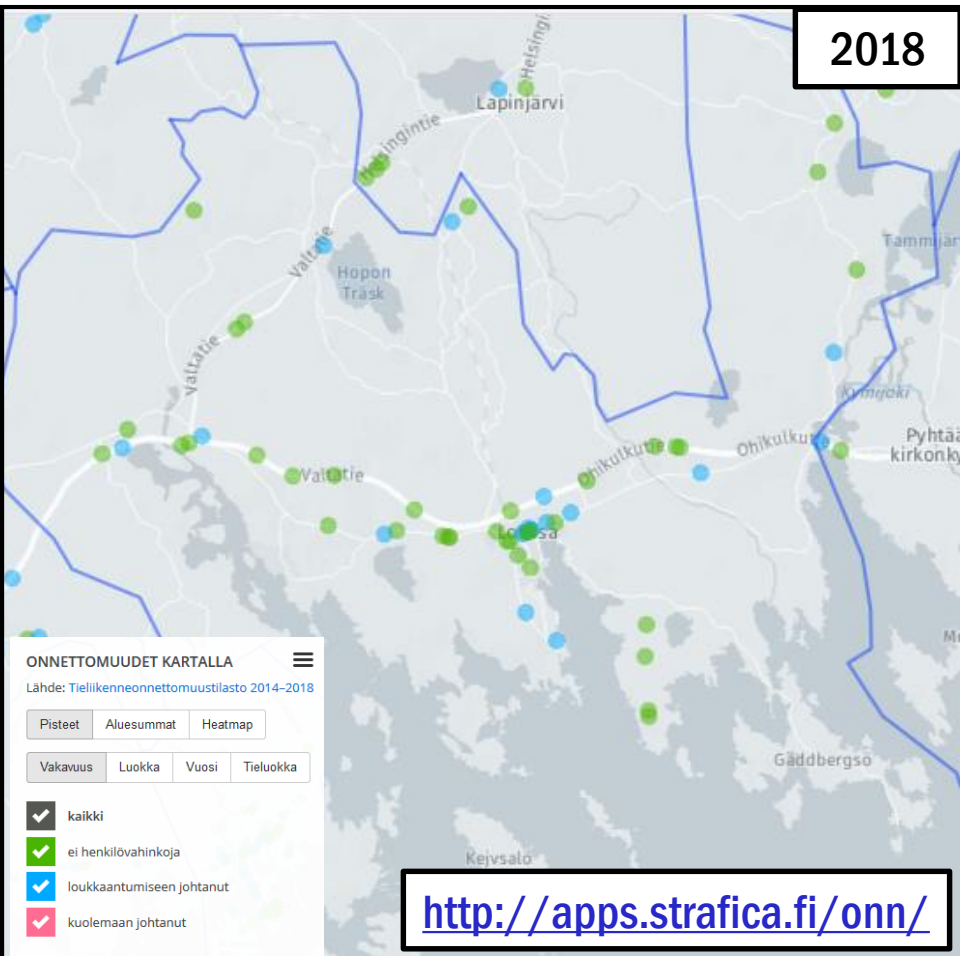 2018
Helsingi
Lapinjärvi
Helsingintie
Tammijär
Valtatie
Hopon
Träsk
Valtatie
Kymijoki
Ohikulkutie
Pyhtää
kirkonky
Ohikulkutie
Valtatie
Loviisa
ONNETTOMUUDET KARTALLA
Lähde: Tieliikenneonnettomuustilasto 2014–2018
Pisteet Aluesummat Heatmap
Vakavuus Luokka Vuosi Tieluokka
kaikki
ei henkilövahinkoja
loukkaantumiseen johtanut
kuolemaan johtanut
Gäddbergsö
Kejvsalo
http://apps.strafica.fi/onn/